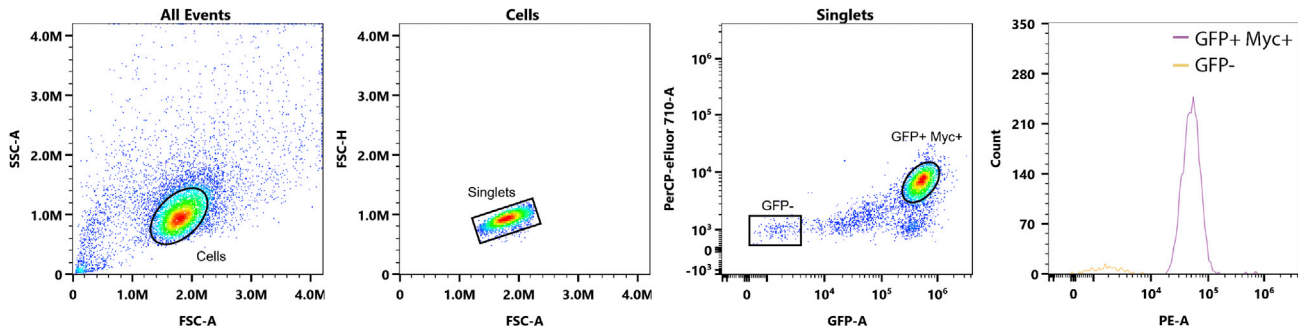 All Events
SSC-A
4.0M
3.0M
2.0M
1.0M
0
Cells
0
1.0M
2.0M
3.0M
4.0M
FSC-A
Cells
FSC-H
4.0M
3.0M
2.0M
1.0M
0
Singlets
0
1.0M
2.0M
3.0M
4.0M
FSC-A
Singlets
PerCP-eFluor 710-A
10⁶
10⁵
10⁴
10³
0
-10³
GFP+ Myc+
GFP-
0
10⁴
10⁵
10⁶
GFP-A
Count
350
280
210
140
70
0
GFP+ Myc+
GFP-
0
10⁴
10⁵
10⁶
PE-A